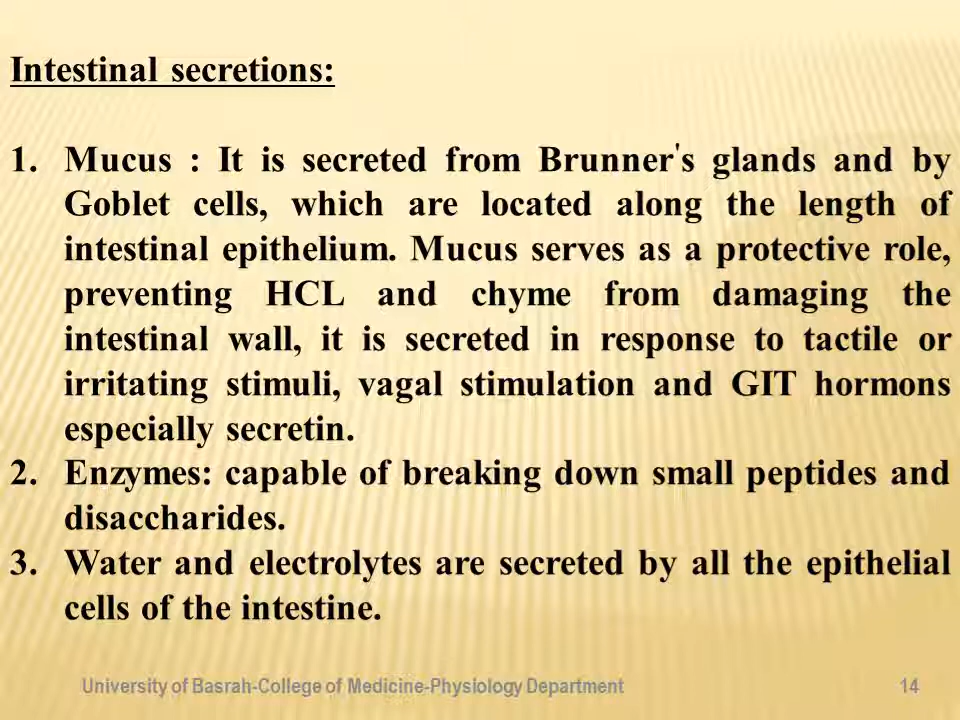 Intestinal secretions:
1. Mucus : It is secreted from Brunner's glands and by
Goblet cells, which are located along the length of
intestinal epithelium. Mucus serves as a protective role,
preventing HCL and chyme from damaging the
intestinal wall, it is secreted in response to tactile or
irritating stimuli, vagal stimulation and GIT hormons
especially secretin.
2. Enzymes: capable of breaking down small peptides and
disaccharides.
3. Water and electrolytes are secreted by all the epithelial
cells of the intestine.
University of Basrah-College of Medicine-Physiology Department 14